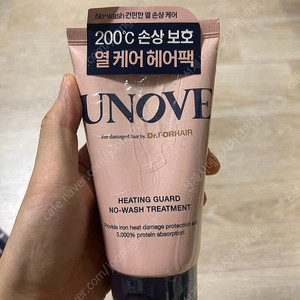 No-wash 간편한 열 손상 케어
200℃ 손상 보호
열 케어 헤어팩
UNOVE
For damaged hair by Dr.FORHAIR
HEATING GUARD
NO-WASH TREATMENT
Provide iron heat damage protection and
3,000% protein absorption.